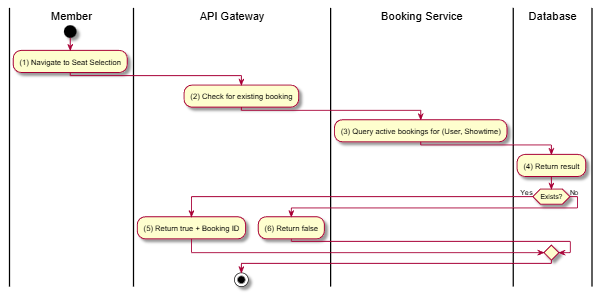 Member
API Gateway
Booking Service
Database
(1) Navigate to Seat Selection
(2) Check for existing booking
(3) Query active bookings for (User, Showtime)
(4) Return result
Yes
Exists?
No
(5) Return true + Booking ID
(6) Return false